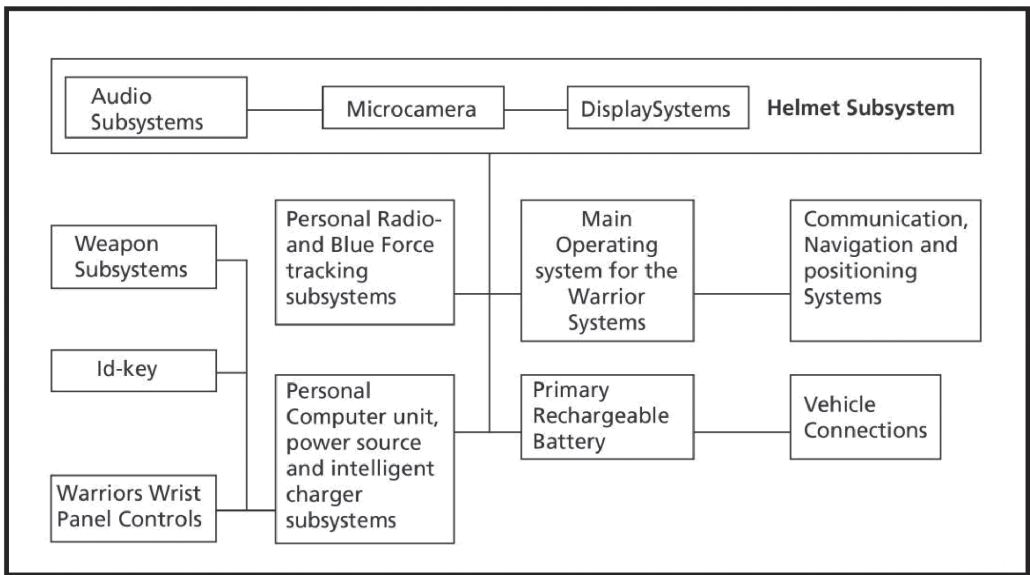 Audio
Subsystems
Microcamera
DisplaySystems
Helmet Subsystem
Weapon
Subsystems
Personal Radio-
and Blue Force
tracking
subsystems
Main
Operating
system for the
Warrior
Systems
Communication,
Navigation and
positioning
Systems
Id-key
Personal
Computer unit,
power source
and intelligent
charger
subsystems
Primary
Rechargeable
Battery
Vehicle
Connections
Warriors Wrist
Panel Controls